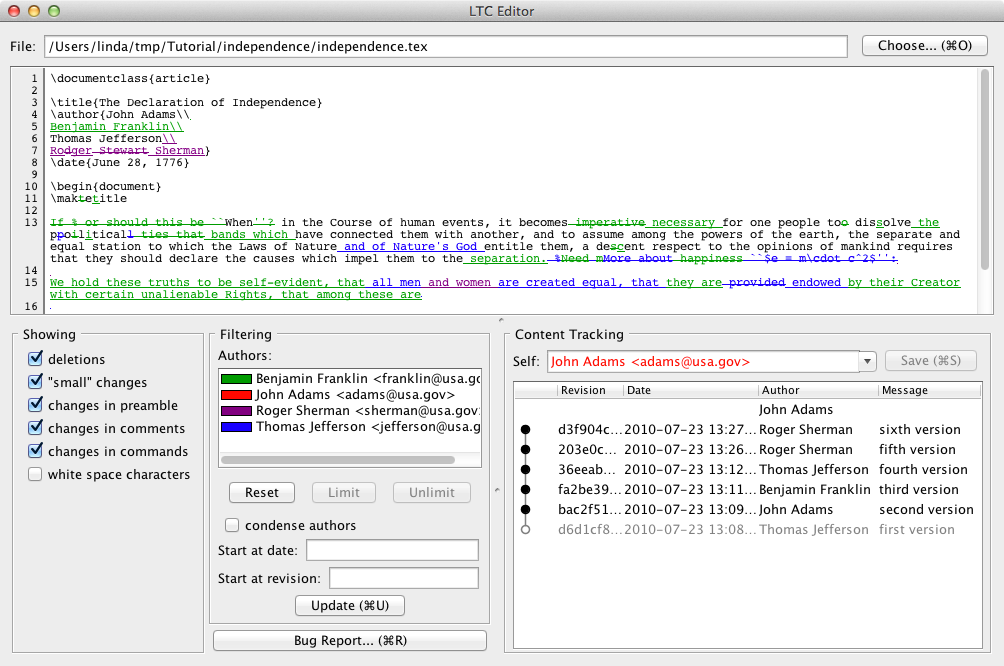 LTC Editor
File: /Users/linda/tmp/Tutorial/independence/independence.tex Choose... (⌘O)
1 \documentclass{article}
2
3 \title{The Declaration of Independence}
4 \author{John Adams\\
5 Benjamin Franklin\\
6 Thomas Jefferson\\
7 Rodger Stewart Sherman}
8 \date{June 28, 1776}
9
10 \begin{document}
11 \maktetitle
12
13 If % or should this be ``When''? in the Course of human events, it becomes imperative necessary for one people too dissolve the
ppoilitical ties that bands which have connected them with another, and to assume among the powers of the earth, the separate and
equal station to which the Laws of Nature and of Nature's God entitle them, a descent respect to the opinions of mankind requires
that they should declare the causes which impel them to the separation. %Need mMore about happiness ``$e = m\cdot c^2$'':
14
15 We hold these truths to be self-evident, that all men and women are created equal, that they are provided endowed by their Creator
with certain unalienable Rights, that among these are
16
Showing
deletions
"small" changes
changes in preamble
changes in comments
changes in commands
white space characters
Filtering
Authors:
Benjamin Franklin <franklin@usa.gc
John Adams <adams@usa.gov>
Roger Sherman <sherman@usa.gov
Thomas Jefferson <jefferson@usa.g
Reset Limit Unlimit
condense authors
Start at date:
Start at revision:
Update (⌘U)
Bug Report... (⌘R)
Content Tracking
Self: John Adams <adams@usa.gov> Save (⌘S)
Revision Date Author Message
John Adams
d3f904c... 2010-07-23 13:27... Roger Sherman sixth version
203e0c... 2010-07-23 13:26... Roger Sherman fifth version
36eeab... 2010-07-23 13:12... Thomas Jefferson fourth version
fa2be39... 2010-07-23 13:11... Benjamin Franklin third version
bac2f51... 2010-07-23 13:09... John Adams second version
d6d1cf8... 2010-07-23 13:08... Thomas Jefferson first version